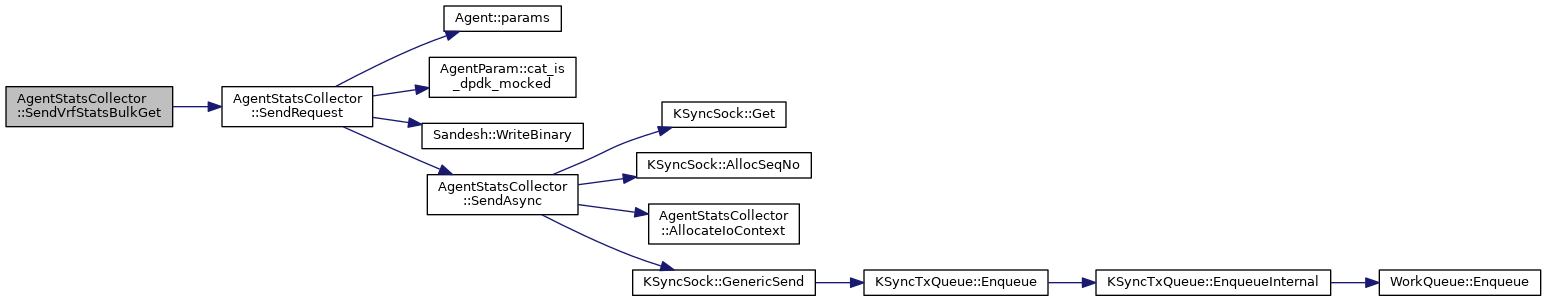 AgentStatsCollector
::SendVrfStatsBulkGet
AgentStatsCollector
::SendRequest
Agent::params
AgentParam::cat_is
_dpdk_mocked
Sandesh::WriteBinary
AgentStatsCollector
::SendAsync
KSyncSock::Get
KSyncSock::AllocSeqNo
AgentStatsCollector
::AllocateIoContext
KSyncSock::GenericSend
KSyncTxQueue::Enqueue
KSyncTxQueue::EnqueueInternal
WorkQueue::Enqueue